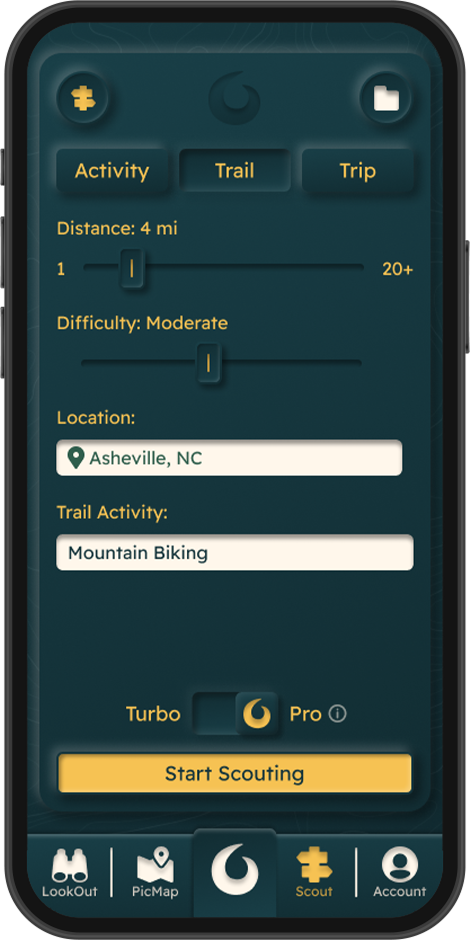 Activity Trail Trip
Distance: 4 mi
1 20+
Difficulty: Moderate
Location:
Asheville, NC
Trail Activity:
Mountain Biking
Turbo Pro
Start Scouting
LookOut PicMap Scout Account